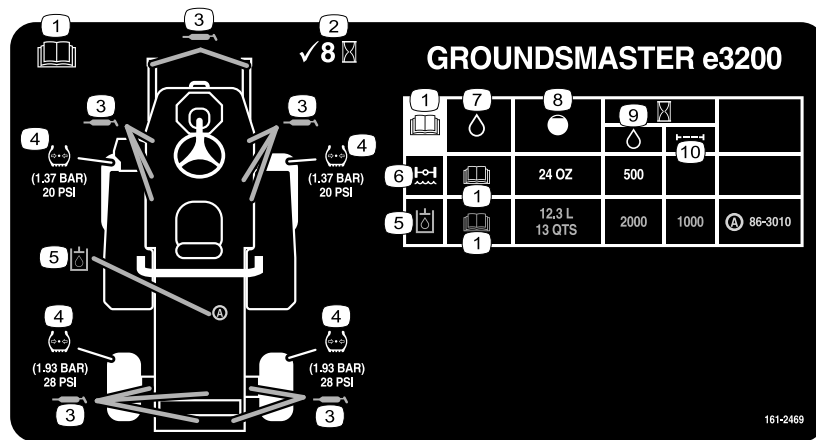 1
3
2
✓8
GROUNDSMASTER e3200
3
3
4
4
(1.37 BAR)
20 PSI
(1.37 BAR)
20 PSI
5
A
4
4
(1.93 BAR)
28 PSI
(1.93 BAR)
28 PSI
3
3
1
7
8
9
10
6
1
24 OZ
500
5
1
12.3 L
13 QTS
2000
1000
A 86-3010
161-2469